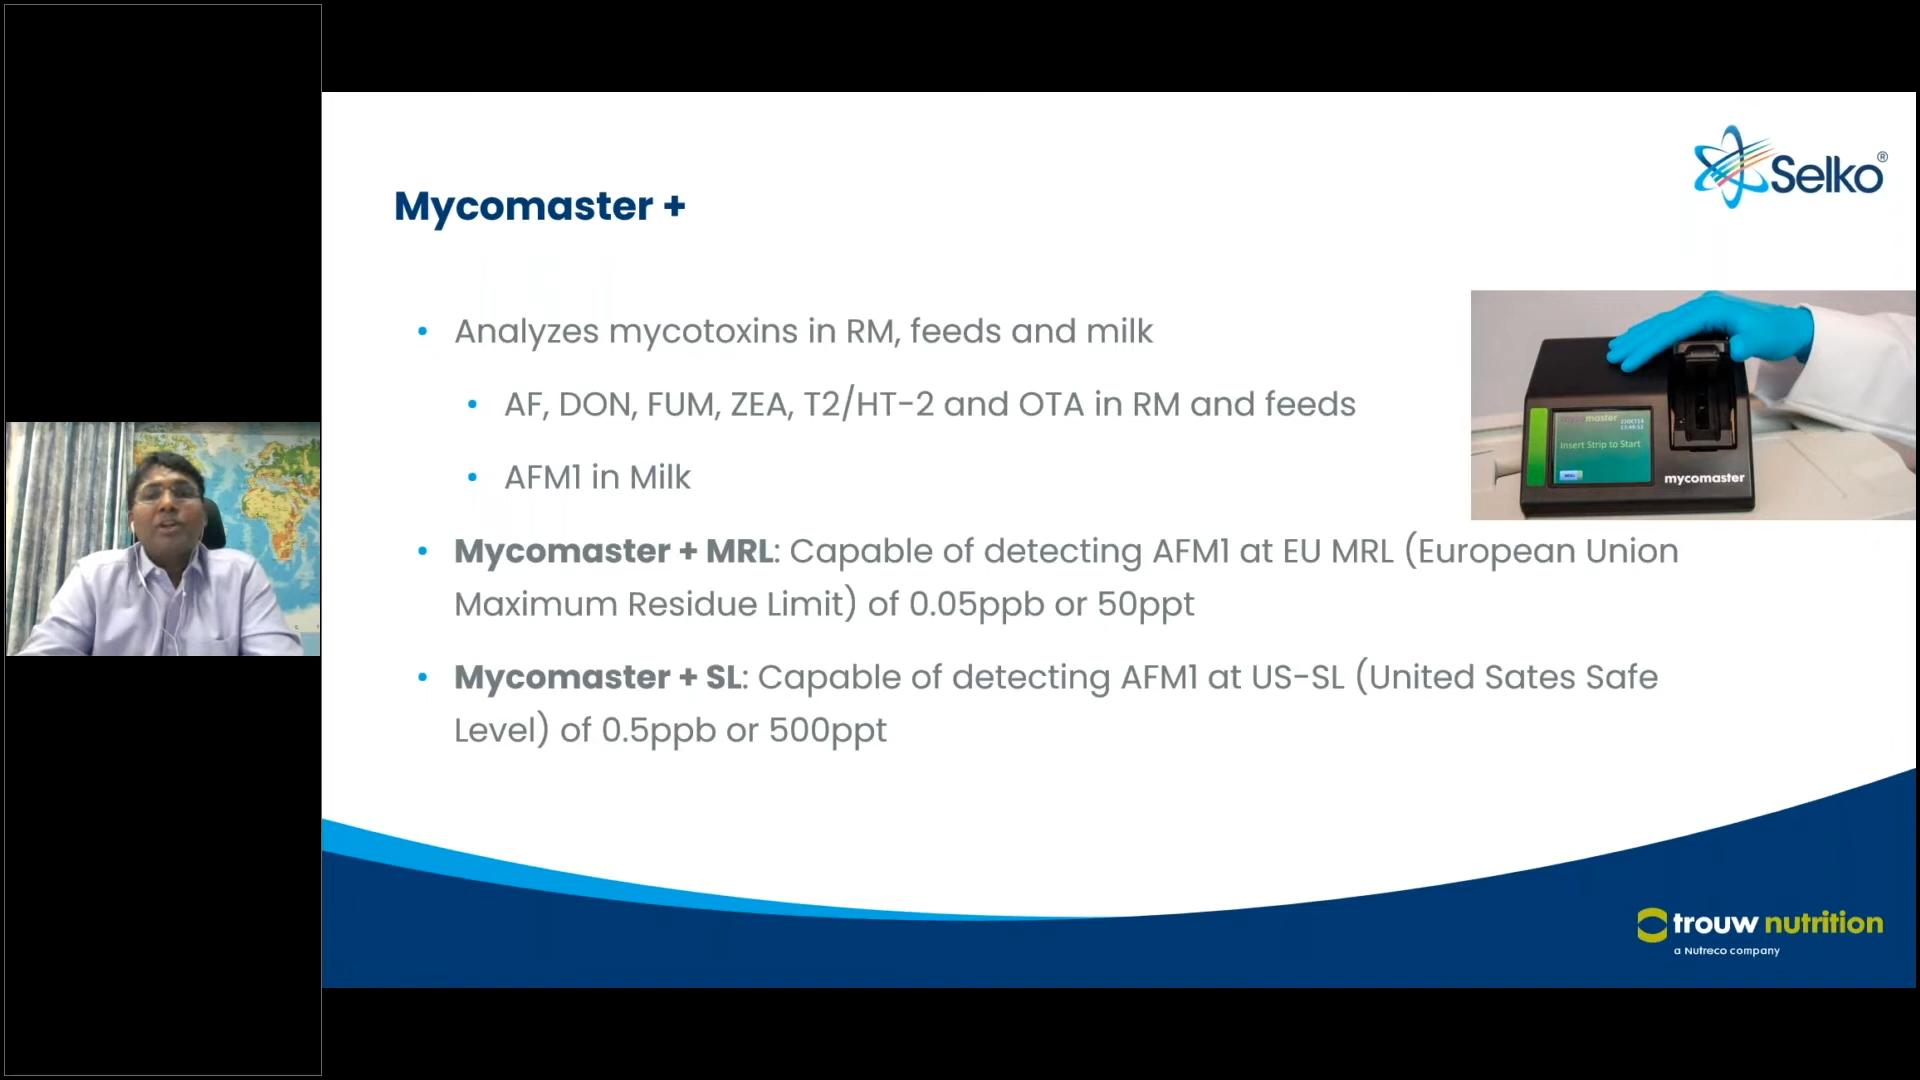 Selko®
Mycomaster +
• Analyzes mycotoxins in RM, feeds and milk
• AF, DON, FUM, ZEA, T2/HT-2 and OTA in RM and feeds
• AFM1 in Milk
master
Insert Strip to Start
mycomaster
• Mycomaster + MRL: Capable of detecting AFM1 at EU MRL (European Union
Maximum Residue Limit) of 0.05ppb or 50ppt
• Mycomaster + SL: Capable of detecting AFM1 at US-SL (United Sates Safe
Level) of 0.5ppb or 500ppt
trouw nutrition
a Nutreco company